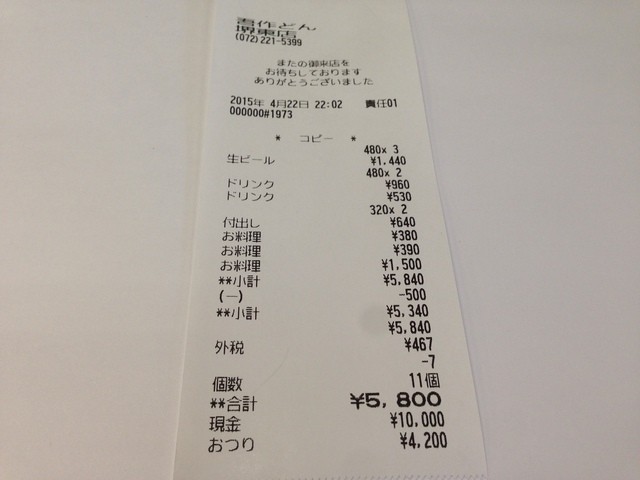 吾作どん
堺東店
(072)221-5399
またの御来店を
お待ちしております
ありがとうございました
2015年 4月22日 22:02 責任01
000000#1973
* コピー *
480x 3
生ビール ¥1,440
480x 2
ドリンク ¥960
ドリンク ¥530
320x 2
付出し ¥640
お料理 ¥380
お料理 ¥390
お料理 ¥1,500
**小計 ¥5,840
(—) -500
**小計 ¥5,340
¥5,840
外税 ¥467
-7
個数 11個
**合計 ¥5,800
現金 ¥10,000
おつり ¥4,200